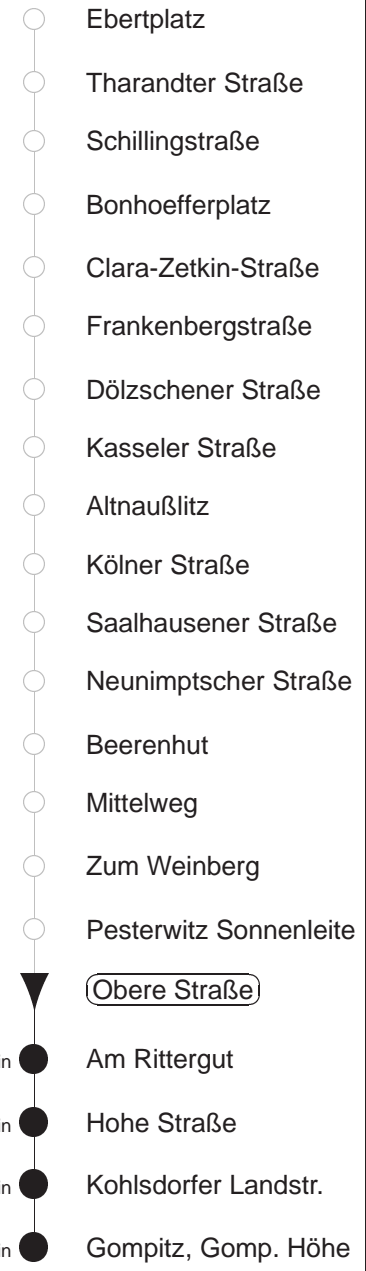 Ebertplatz
Tharandter Straße
Schillingstraße
Bonhoefferplatz
Clara-Zetkin-Straße
Frankenbergstraße
Dölzschener Straße
Kasseler Straße
Altnaußlitz
Kölner Straße
Saalhausener Straße
Neunimptscher Straße
Beerenhut
Mittelweg
Zum Weinberg
Pesterwitz Sonnenleite
Obere Straße
Am Rittergut
Hohe Straße
Kohlsdorfer Landstr.
Gompitz, Gomp. Höhe